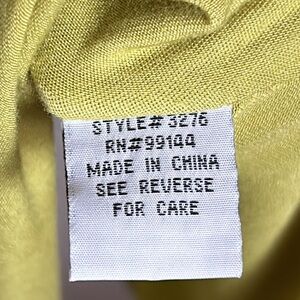 STYLE# 3276
RN#99144
MADE IN CHINA
SEE REVERSE
FOR CARE